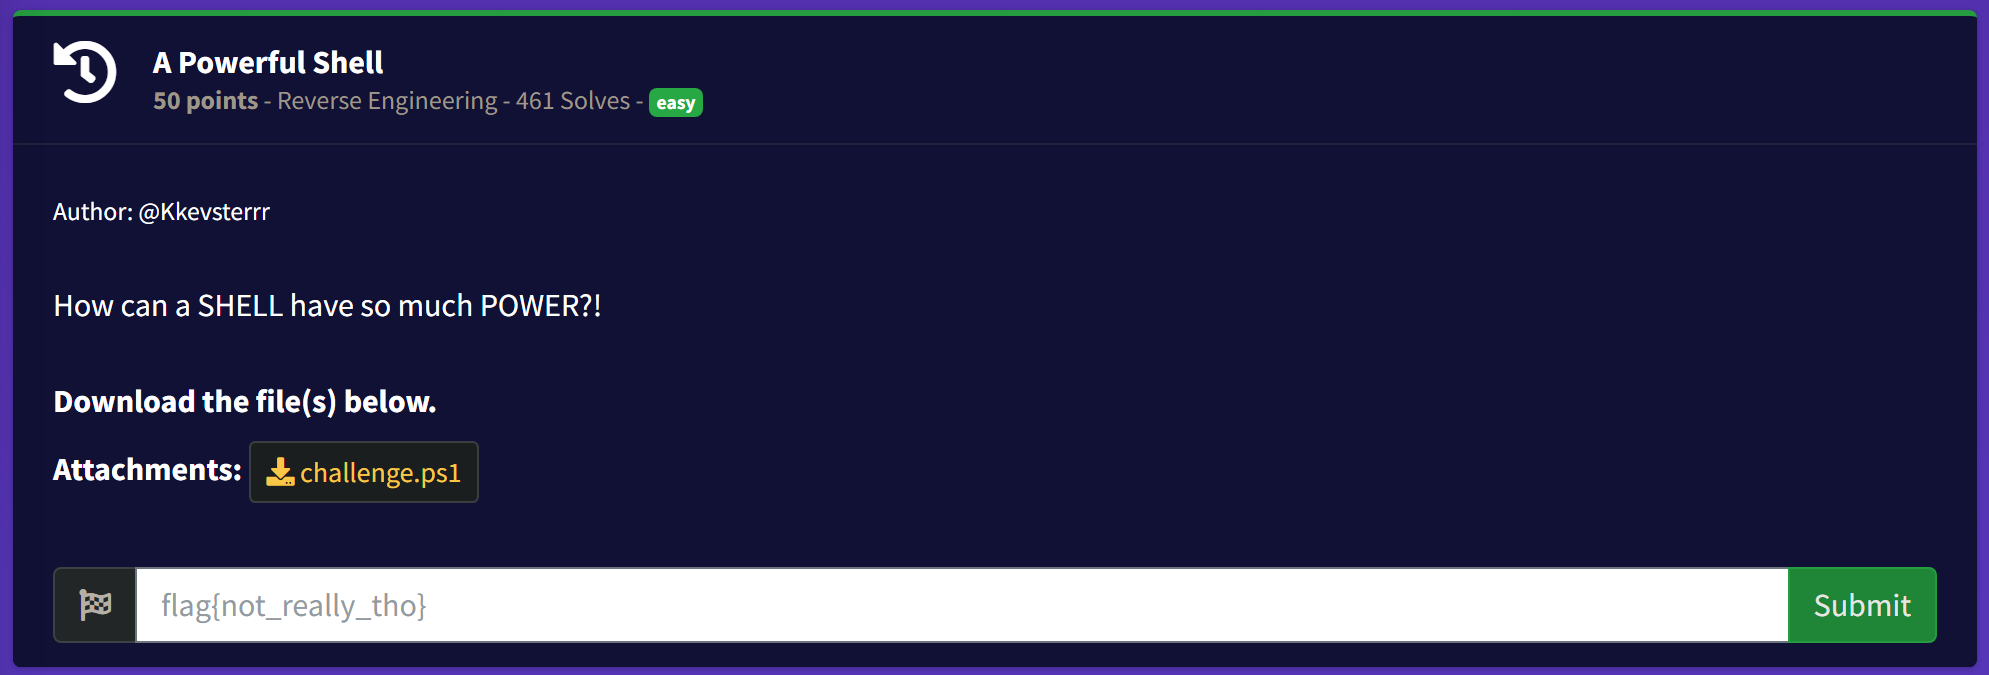 A Powerful Shell
50 points - Reverse Engineering - 461 Solves - easy
Author: @Kkevsterrr
How can a SHELL have so much POWER?!
Download the file(s) below.
Attachments: challenge.ps1
flag{not_really_tho} Submit